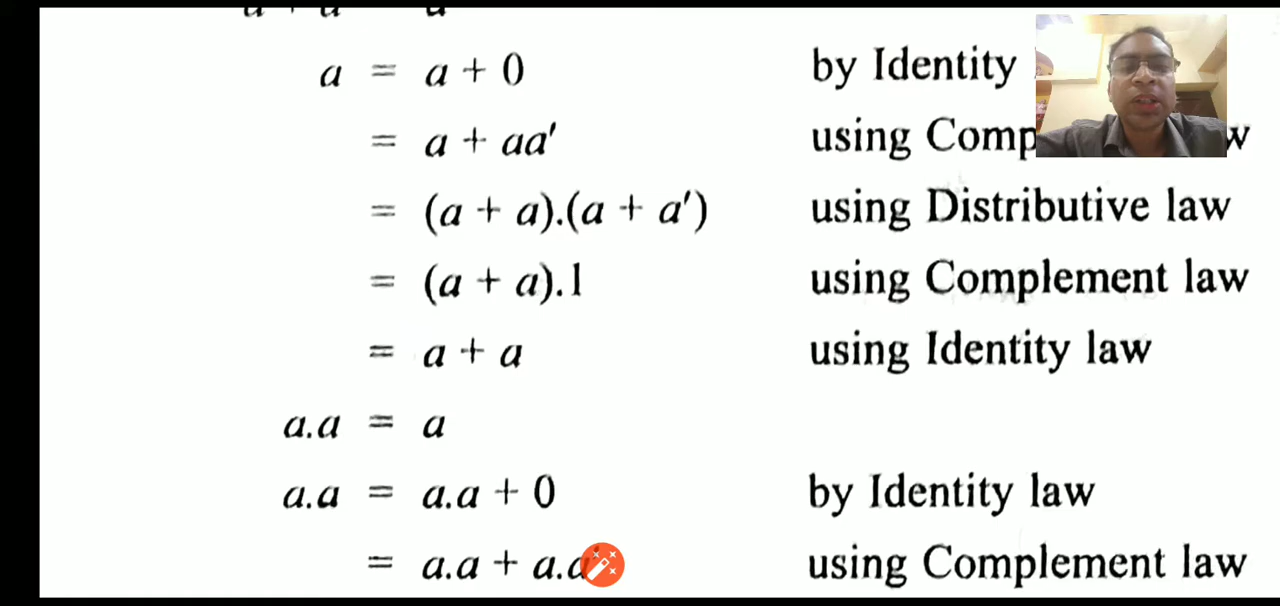 a = a + 0 by Identity
= a + aa′ using Comp w
= (a + a).(a + a′) using Distributive law
= (a + a).1 using Complement law
= a + a using Identity law
a.a = a
a.a = a.a + 0 by Identity law
= a.a + a. using Complement law